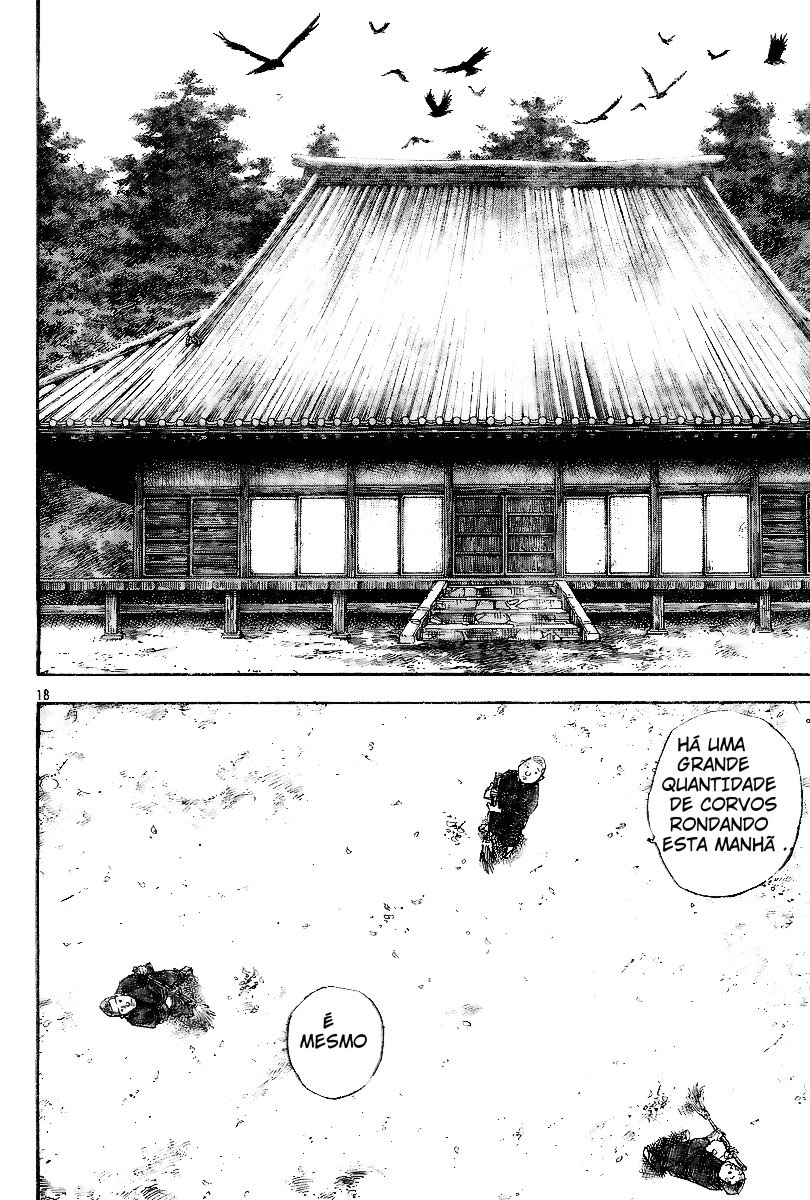 18
HÁ UMA
GRANDE
QUANTIDADE
DE CORVOS
RONDANDO
ESTA MANHÃ..
É
MESMO